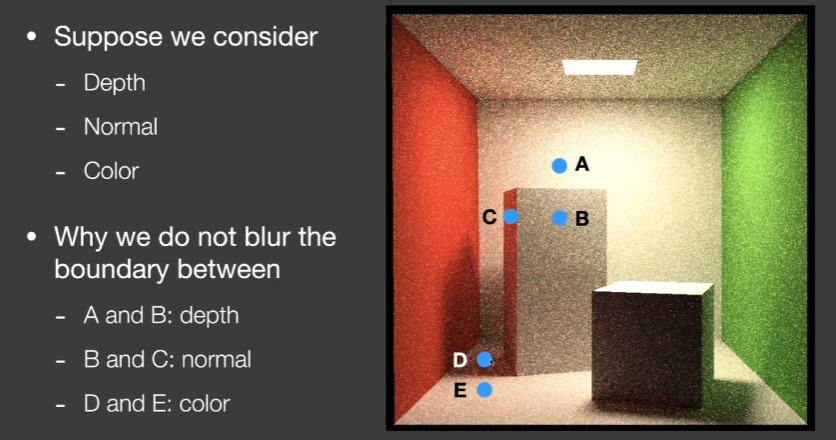 • Suppose we consider
- Depth
- Normal
- Color
• Why we do not blur the
boundary between
- A and B: depth
- B and C: normal
- D and E: color
A
C
B
D
E